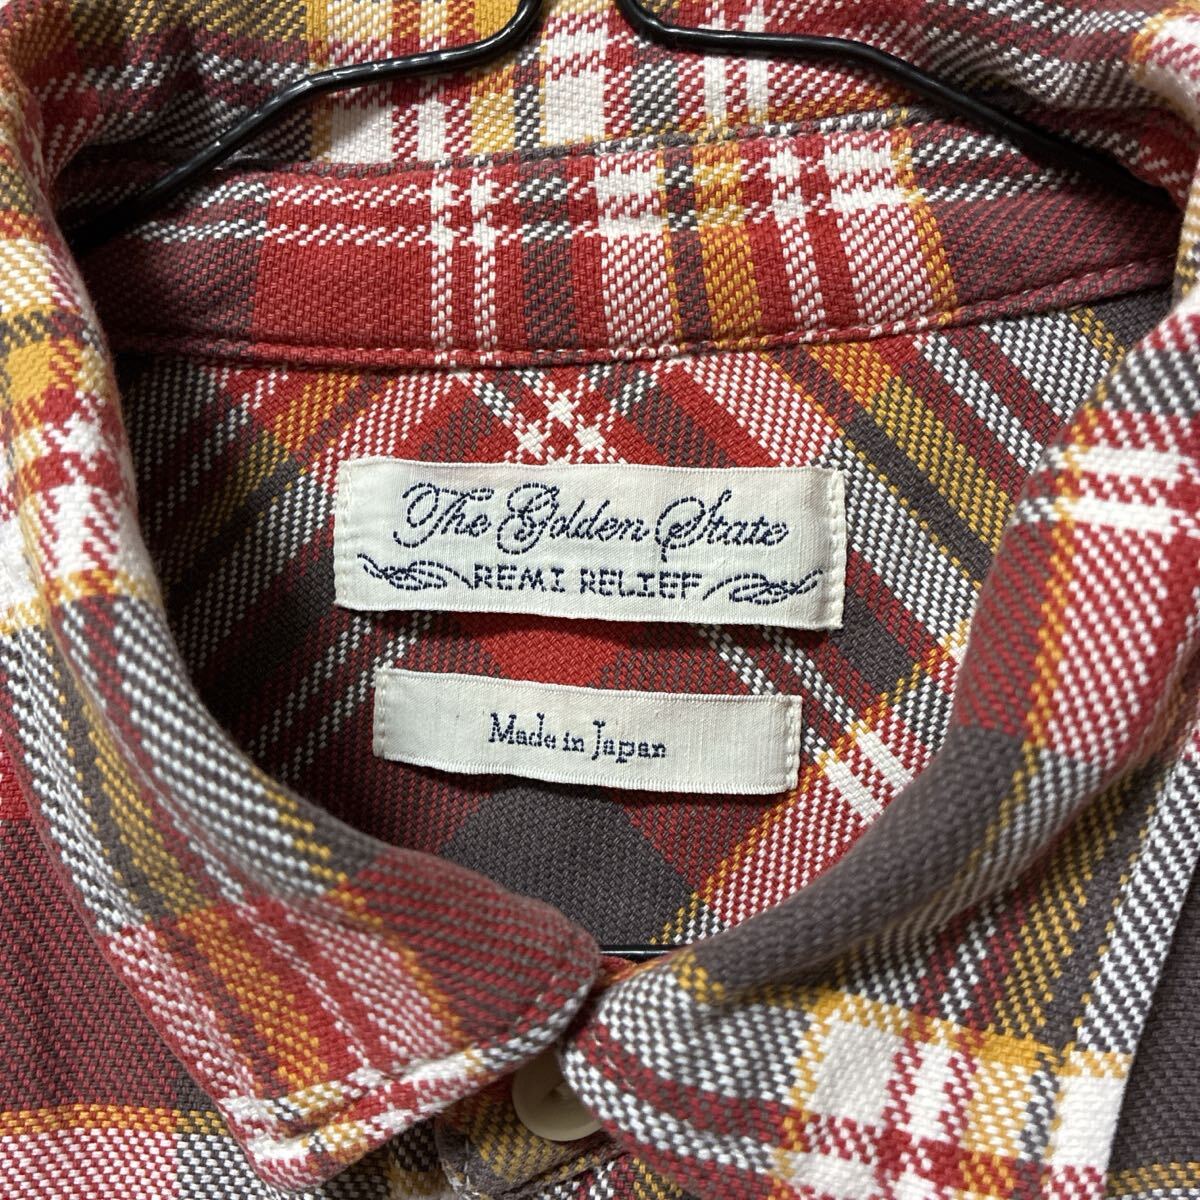 The Golden State
REMI RELIEF
Made in Japan